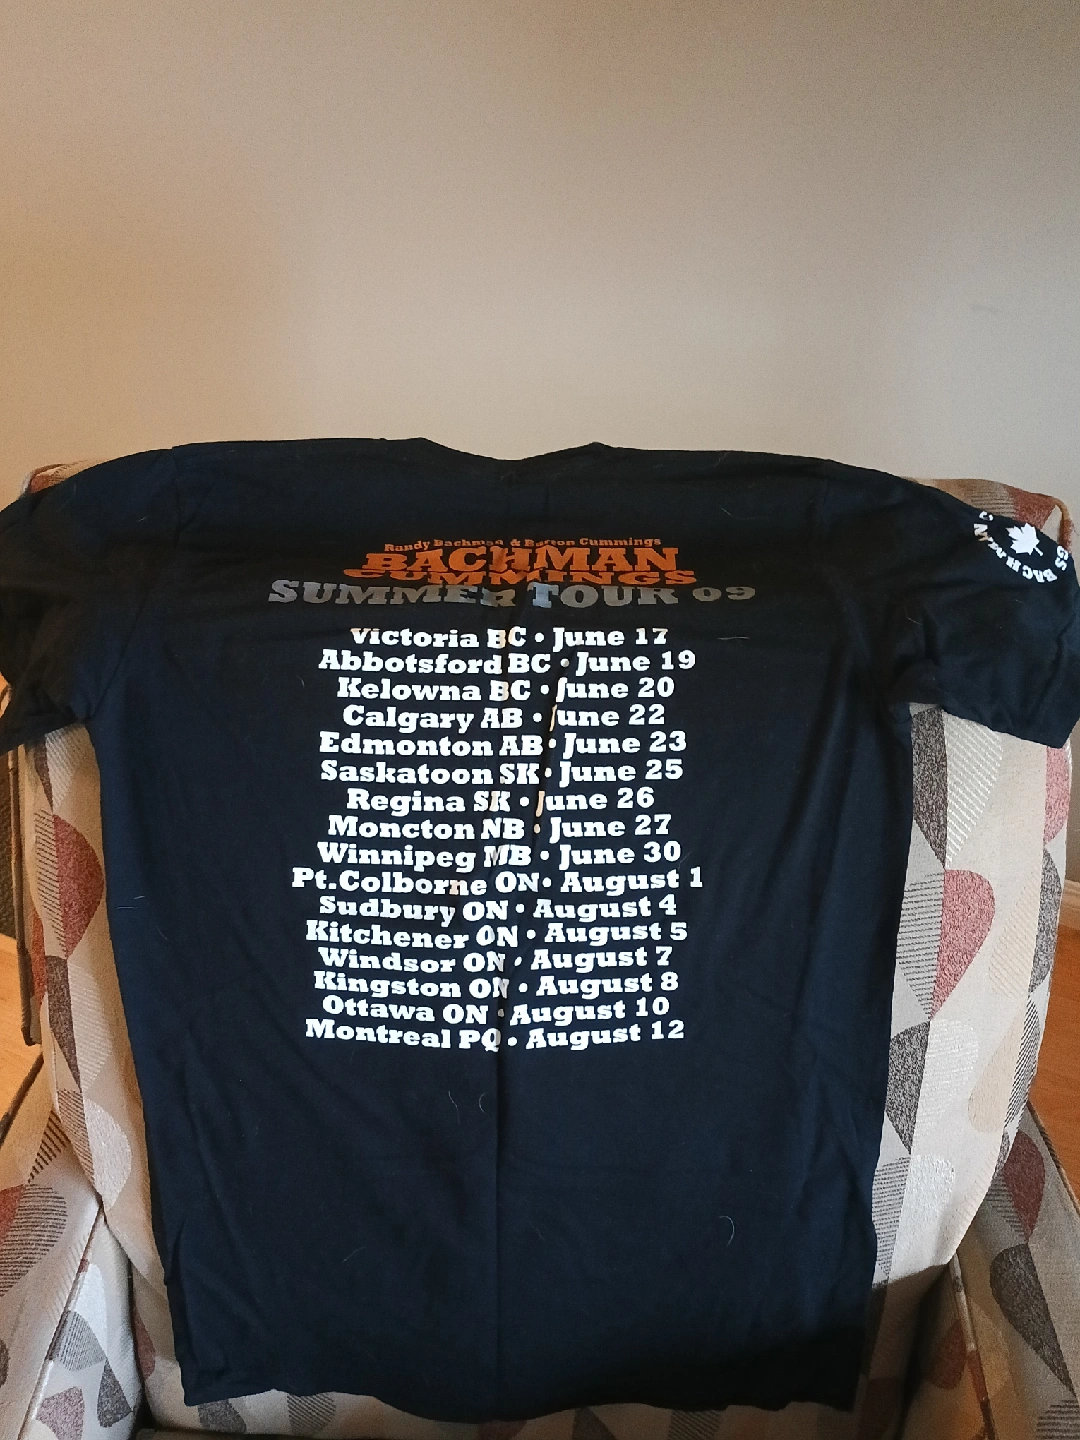 Randy Bachman & Burton Cummings
BACHMAN
CUMMINGS
SUMMER TOUR 09
Victoria BC • June 17
Abbotsford BC • June 19
Kelowna BC • June 20
Calgary AB • June 22
Edmonton AB • June 23
Saskatoon SK • June 25
Regina SK • June 26
Moncton NB • June 27
Winnipeg MB • June 30
Pt.Colborne ON • August 1
Sudbury ON • August 4
Kitchener ON • August 5
Windsor ON • August 7
Kingston ON • August 8
Ottawa ON • August 10
Montreal PQ • August 12
BACHMAN